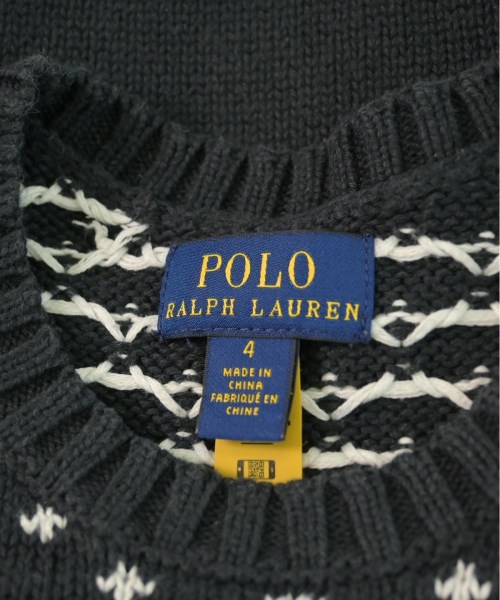 POLO
RALPH LAUREN
4
MADE IN
CHINA
FABRIQUÉ EN
CHINE